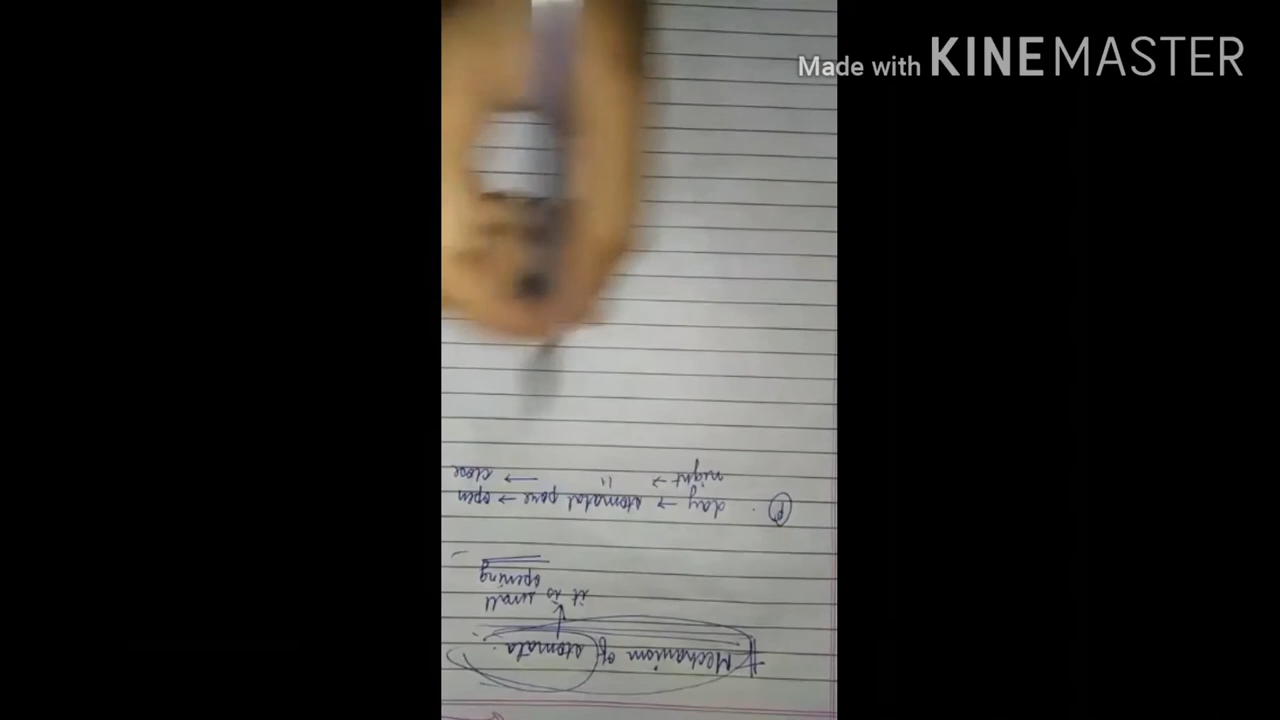 Made with KINEMASTER
* Mechanism of stomata.
it is small
opening
day → stomatal pore → open
night → " → close